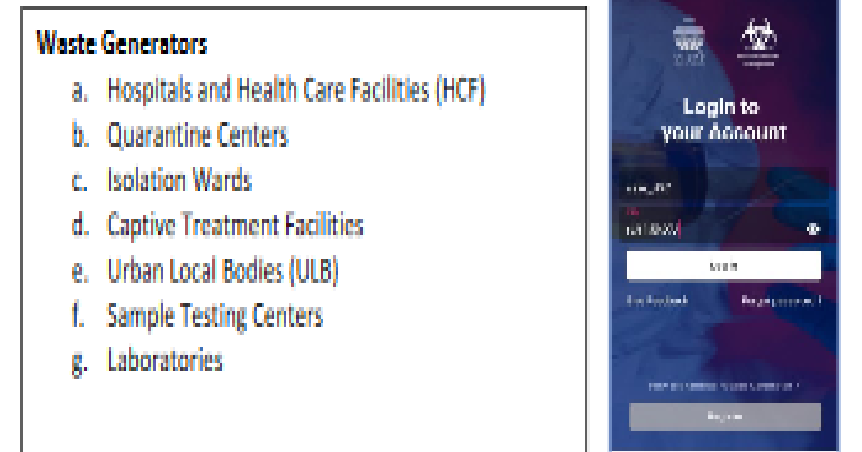 Waste Generators
a. Hospitals and Health Care Facilities (HCF)
b. Quarantine Centers
c. Isolation Wards
d. Captive Treatment Facilities
e. Urban Local Bodies (ULB)
f. Sample Testing Centers
g. Laboratories
Login to
your Account
Register